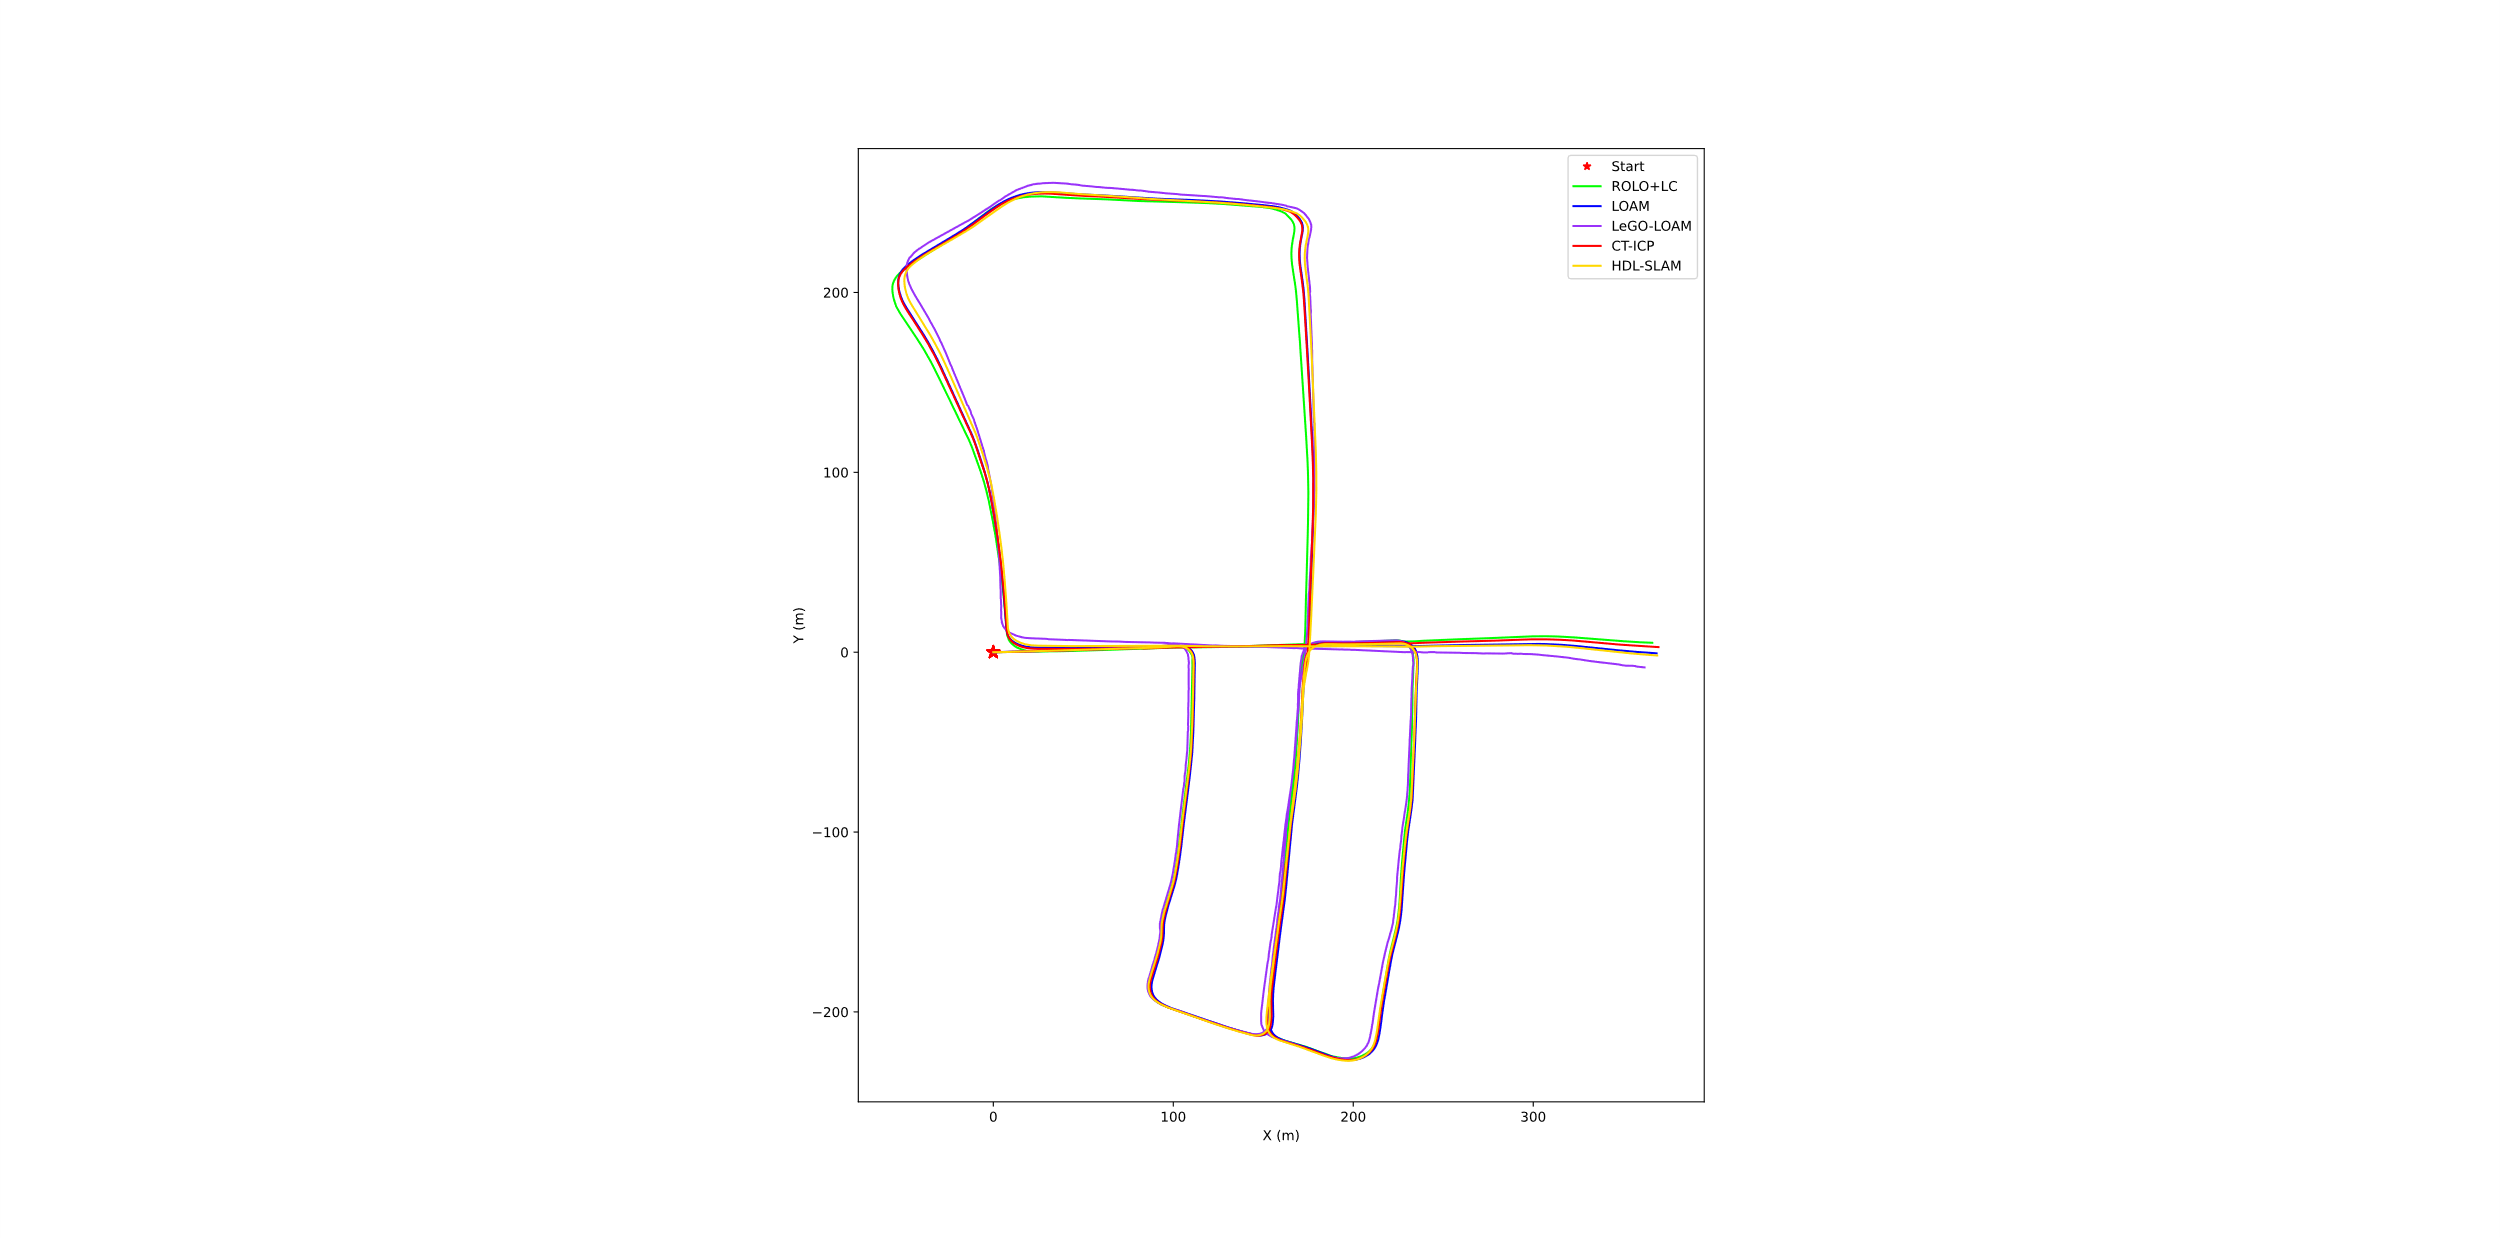 Start
ROLO+LC
LOAM
LeGO-LOAM
CT-ICP
HDL-SLAM
200
100
0
−100
−200
Y (m)
0
100
200
300
X (m)